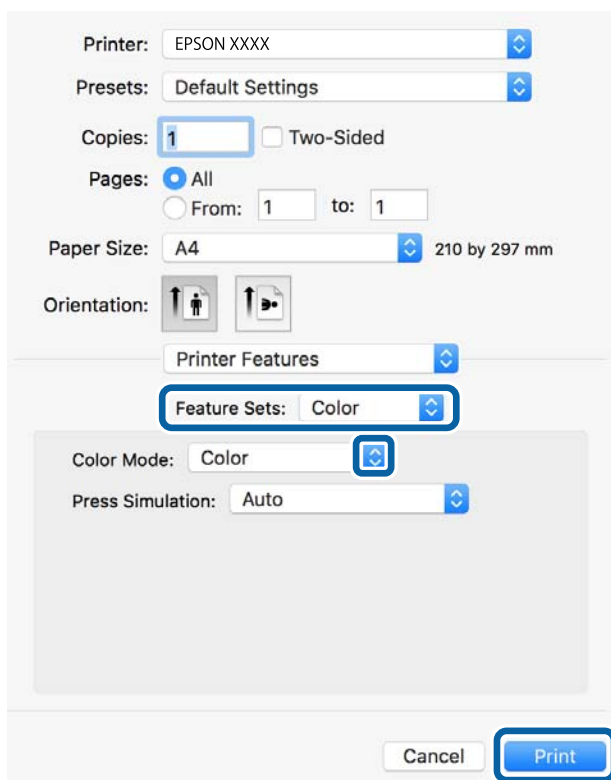 Printer: EPSON XXXX
Presets: Default Settings
Copies: 1 Two-Sided
Pages: All
From: 1 to: 1
Paper Size: A4 210 by 297 mm
Orientation:
Printer Features
Feature Sets: Color
Color Mode: Color
Press Simulation: Auto
Cancel Print